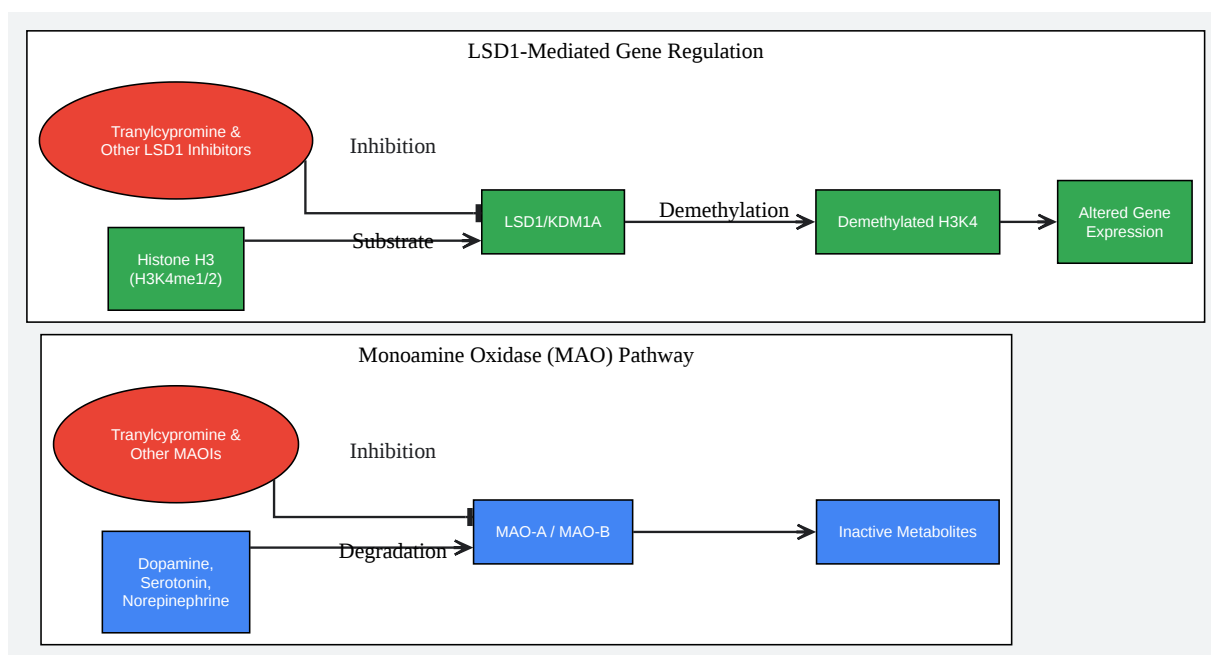 LSD1-Mediated Gene Regulation
Tranylcypromine &
Other LSD1 Inhibitors
Inhibition
LSD1/KDM1A
Demethylation
Demethylated H3K4
Altered Gene
Expression
Substrate
Histone H3
(H3K4me1/2)
Monoamine Oxidase (MAO) Pathway
Tranylcypromine &
Other MAOIs
Inhibition
MAO-A / MAO-B
Inactive Metabolites
Degradation
Dopamine,
Serotonin,
Norepinephrine